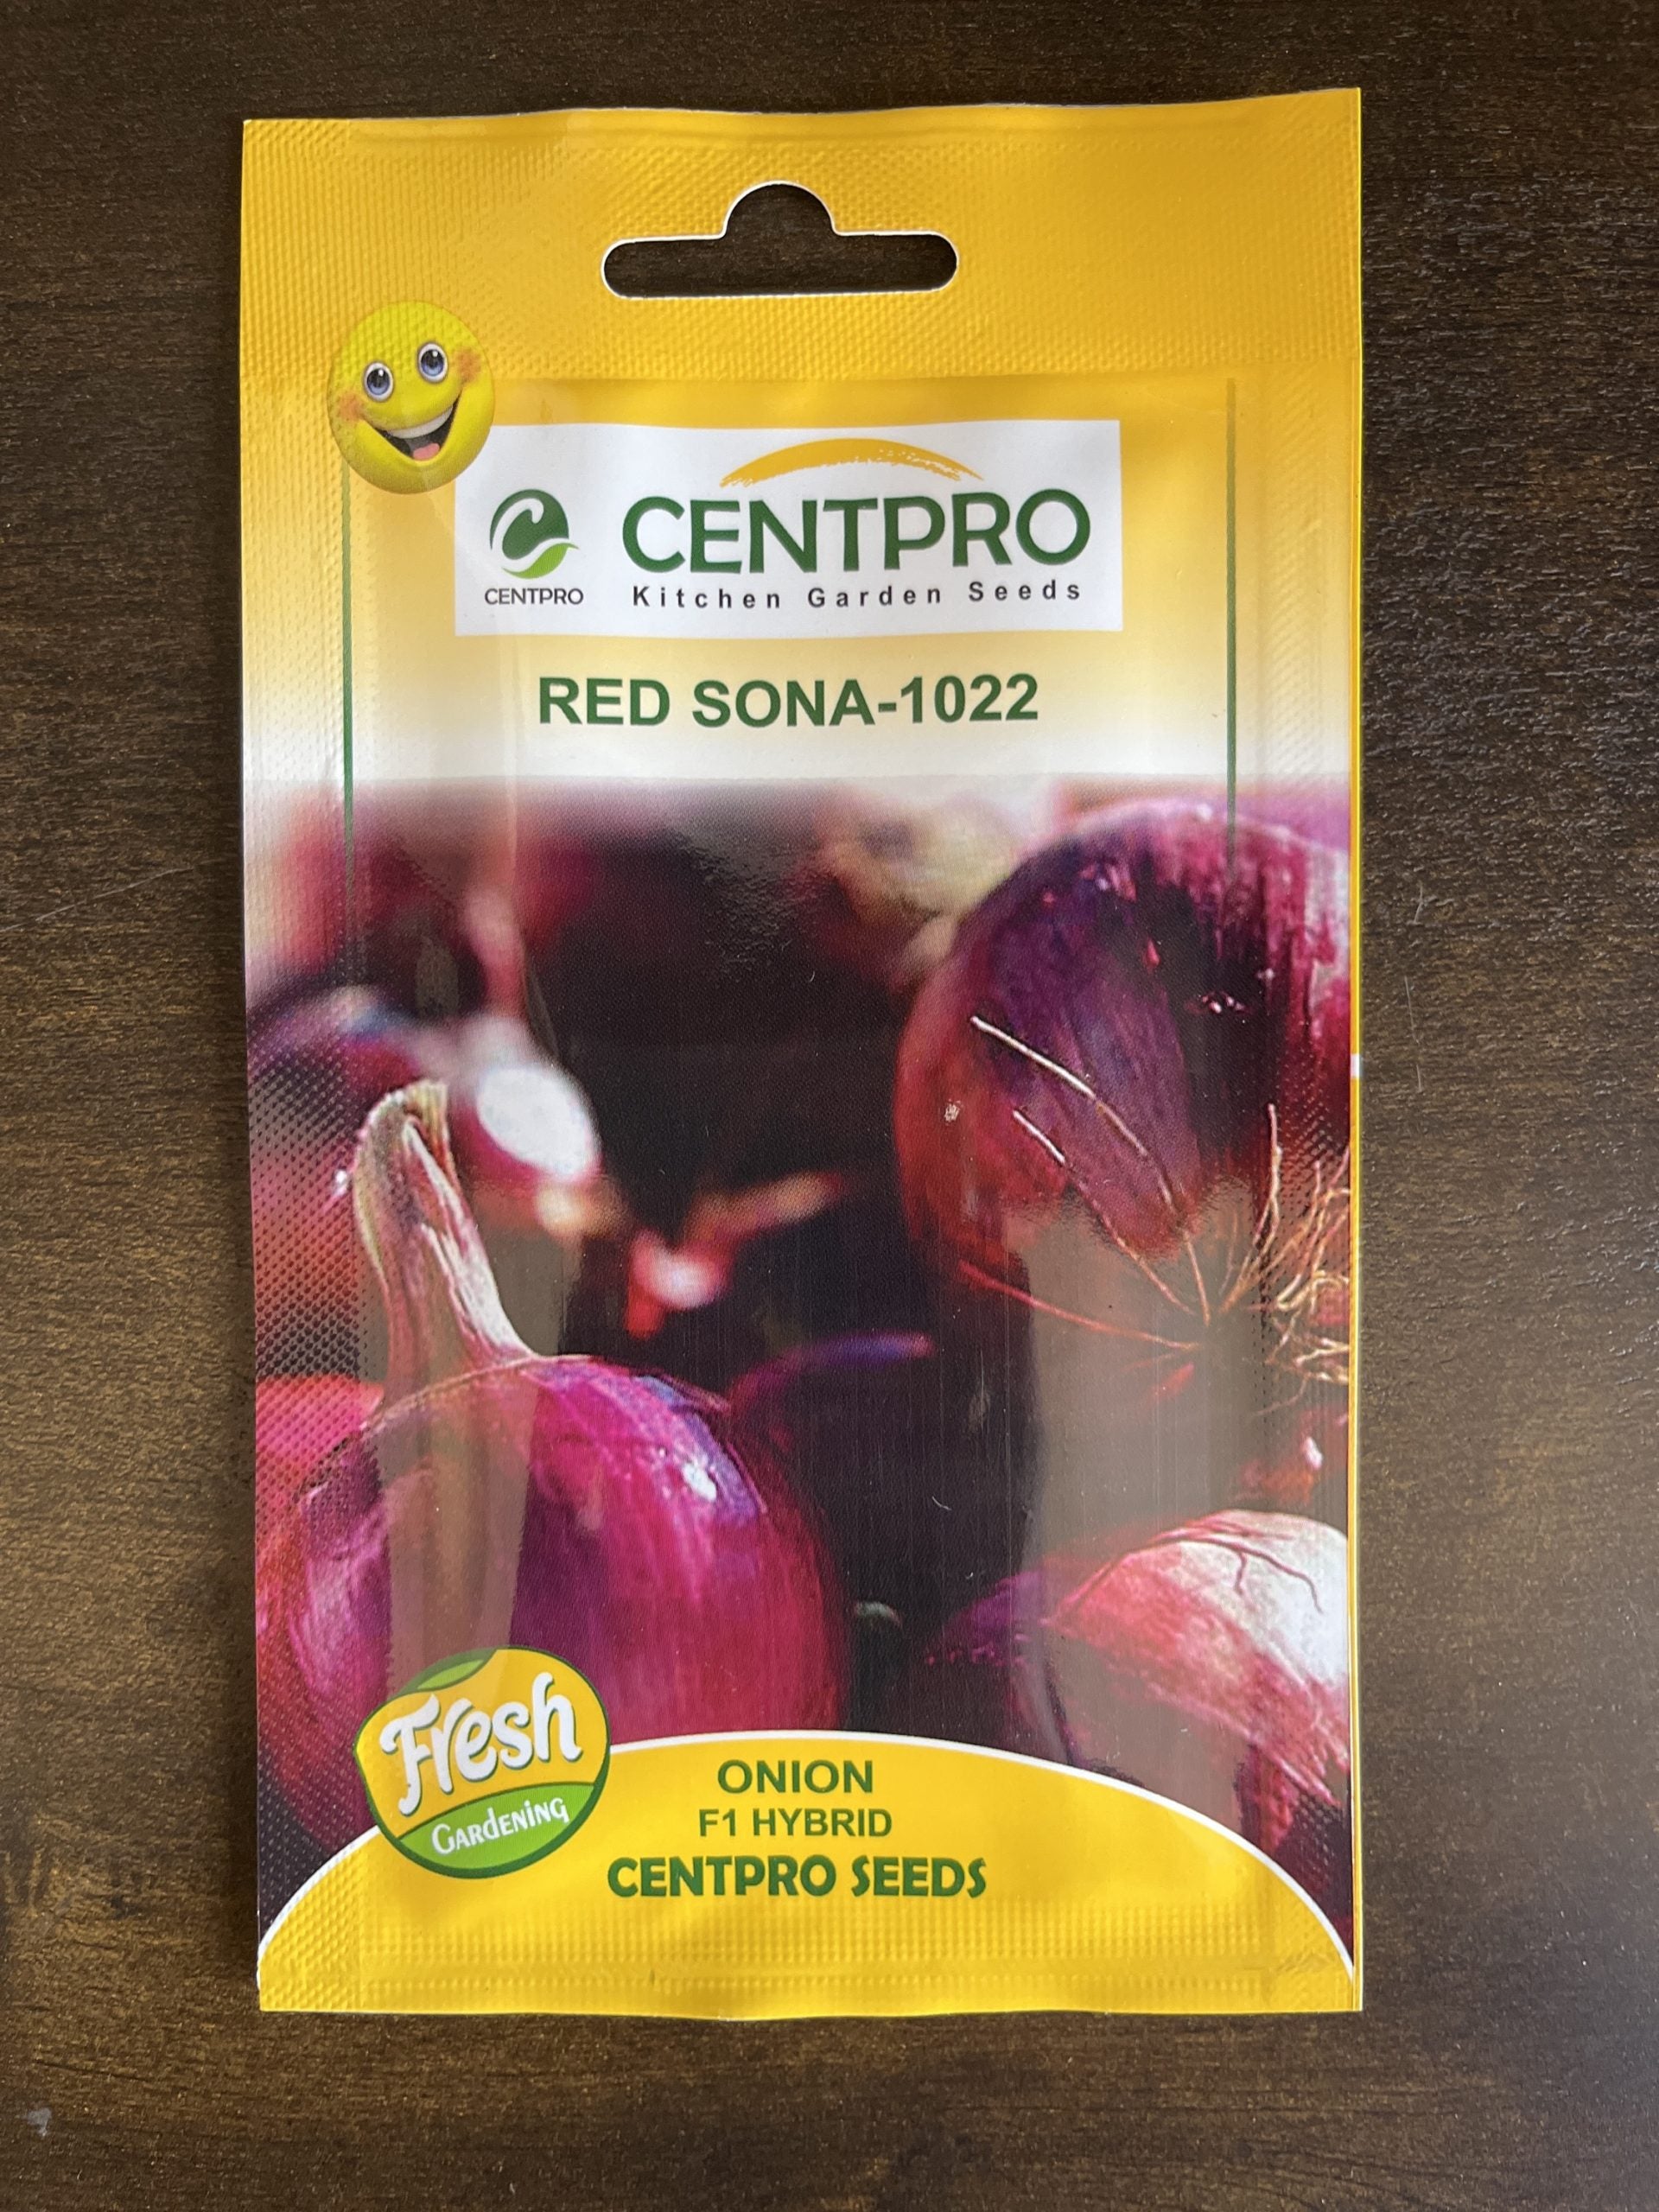 CENTPRO
CENTPRO
Kitchen Garden Seeds
RED SONA-1022
Fresh
GARdENiNG
ONION
F1 HYBRID
CENTPRO SEEDS